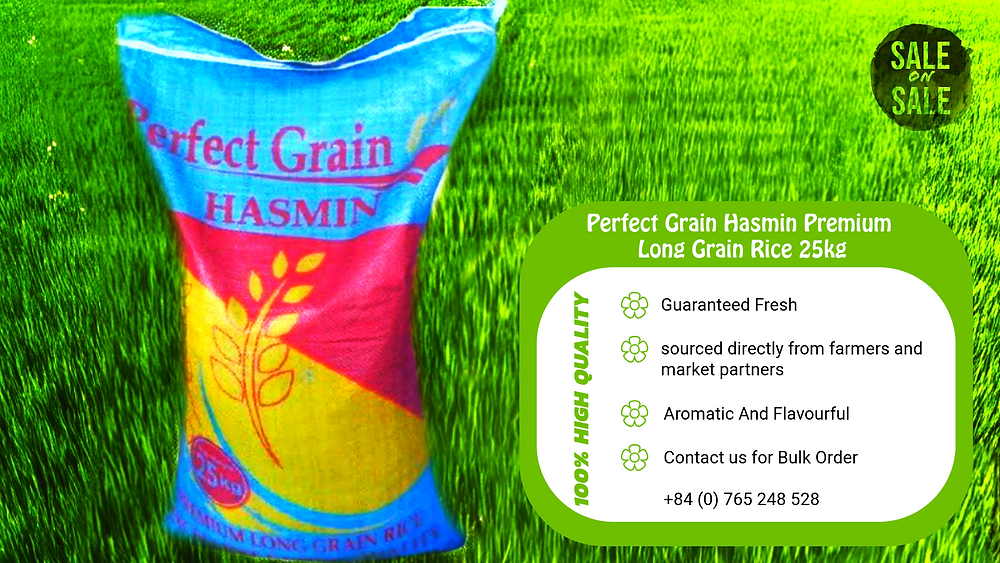 Perfect Grain
HASMIN
25kg
PREMIUM LONG GRAIN RICE
SALE
ON
SALE
Perfect Grain Hasmin Premium
Long Grain Rice 25kg
100% HIGH QUALITY
Guaranteed Fresh
sourced directly from farmers and
market partners
Aromatic And Flavourful
Contact us for Bulk Order
+84 (0) 765 248 528